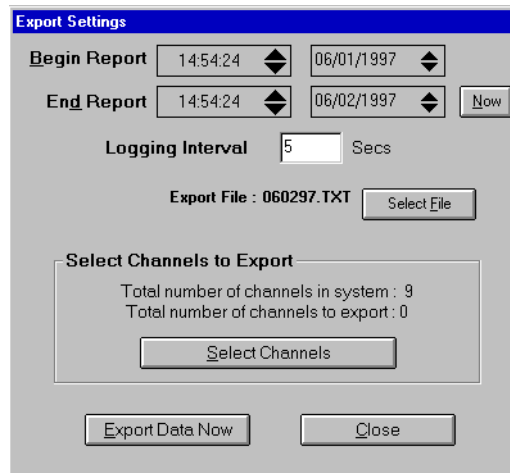 Export Settings
Begin Report 14:54:24 06/01/1997
End Report 14:54:24 06/02/1997 Now
Logging Interval 5 Secs
Export File : 060297.TXT Select File
Select Channels to Export
Total number of channels in system : 9
Total number of channels to export : 0
Select Channels
Export Data Now Close